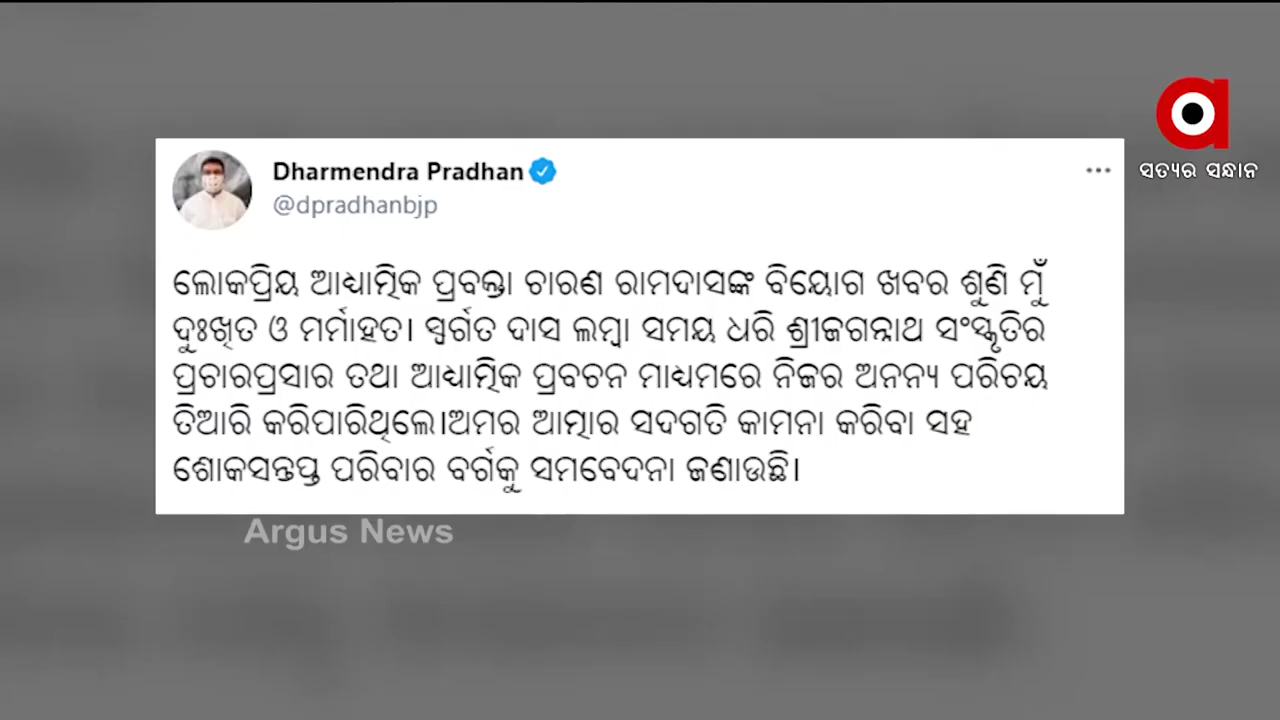 ସତ୍ୟର ସନ୍ଧାନ
Dharmendra Pradhan
@dpradhanbjp
ଲୋକପ୍ରିୟ ଆଧ୍ୟାତ୍ମିକ ପ୍ରବକ୍ତା ଚାରଣ ରାମଦାସଙ୍କ ବିୟୋଗ ଖବର ଶୁଣି ମୁଁ
ଦୁଃଖିତ ଓ ମର୍ମାହତ। ସ୍ୱର୍ଗତ ଦାସ ଲମ୍ବା ସମୟ ଧରି ଶ୍ରୀଜଗନ୍ନାଥ ସଂସ୍କୃତିର
ପ୍ରଚାରପ୍ରସାର ତଥା ଆଧ୍ୟାତ୍ମିକ ପ୍ରବଚନ ମାଧ୍ୟମରେ ନିଜର ଅନନ୍ୟ ପରିଚୟ
ତିଆରି କରିପାରିଥିଲେ।ଅମର ଆତ୍ମାର ସଦଗତି କାମନା କରିବା ସହ
ଶୋକସନ୍ତପ୍ତ ପରିବାର ବର୍ଗକୁ ସମବେଦନା ଜଣାଉଛି।
Argus News